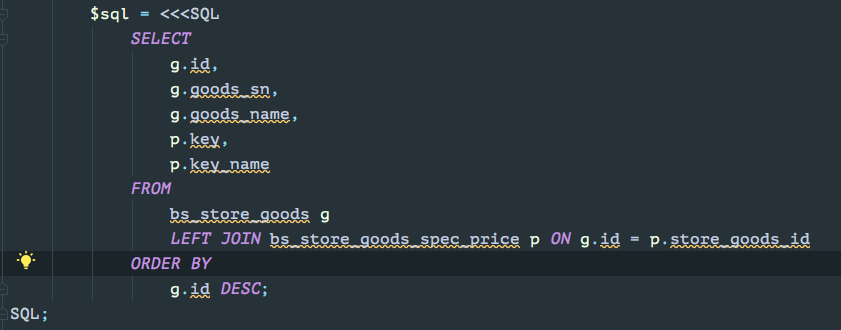 $sql = <<<SQL
SELECT
g.id,
g.goods_sn,
g.goods_name,
p.key,
p.key_name
FROM
bs_store_goods g
LEFT JOIN bs_store_goods_spec_price p ON g.id = p.store_goods_id
ORDER BY
g.id DESC;
SQL;